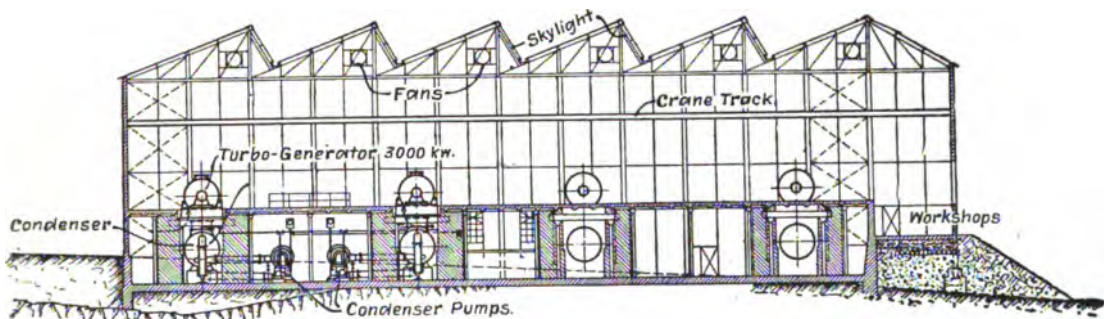 Skylight
Fans
Crane Track
Turbo-Generator 3000 kw.
Condenser
Workshops
Condenser Pumps.